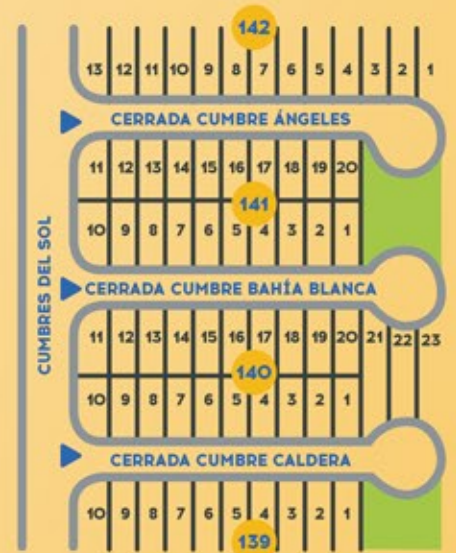 142
13 12 11 10 9 8 7 6 5 4 3 2 1
CERRADA CUMBRE ÁNGELES
11 12 13 14 15 16 17 18 19 20
141
10 9 8 7 6 5 4 3 2 1
CUMBRES DEL SOL
CERRADA CUMBRE BAHÍA BLANCA
11 12 13 14 15 16 17 18 19 20 21 22 23
140
10 9 8 7 6 5 4 3 2 1
CERRADA CUMBRE CALDERA
10 9 8 7 6 5 4 3 2 1
139